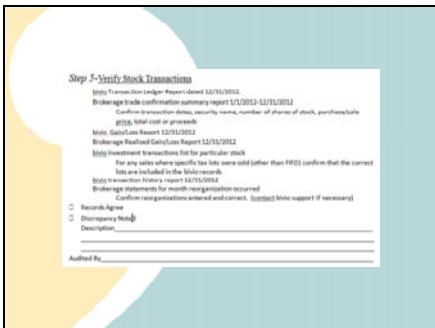 Step 5-Verify Stock Transactions
bivio Transaction Ledger Report dated 12/31/2012.
Brokerage trade confirmation summary report 1/1/2012-12/31/2012
Confirm transaction dates, security name, number of shares of stock, purchase/sale
price, total cost or proceeds
bivio Gain/Loss Report 12/31/2012
Brokerage Realized Gain/Loss Report 12/31/2012
bivio Investment transactions list for particular stock
For any sales where specific tax lots were sold (other than FIFO) confirm that the correct
lots are included in the bivio records
bivio transaction history report 12/31/2012
Brokerage statements for month reorganization occurred
Confirm reorganizations entered and correct. (contact bivio support if necessary)
Records Agree
Discrepancy Noted
Description
Audited By